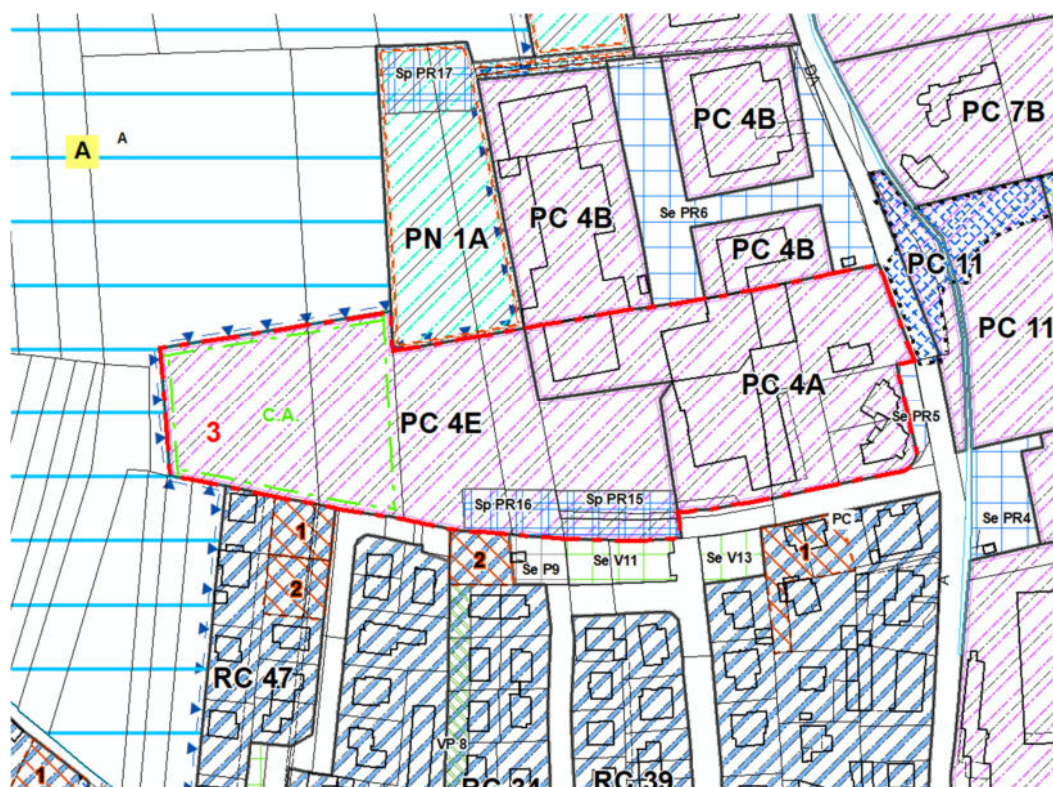 Sp PR17
PC 4B
PC 7B
A
A
PC 4B
Se PR6
PN 1A
PC 4B
PC 11
PC 11
PC 4A
C.A.
PC 4E
3
Se PR5
Sp PR16
Sp PR15
Se PR4
PC
1
2
Se P9
Se V11
Se V13
1
2
RC 47
VP 8
1
RC 39